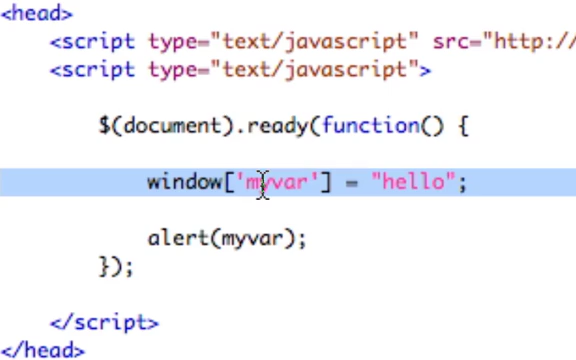 <head>
<script type="text/javascript" src="http://
<script type="text/javascript">
$(document).ready(function() {
window['myvar'] = "hello";
alert(myvar);
});
</script>
</head>